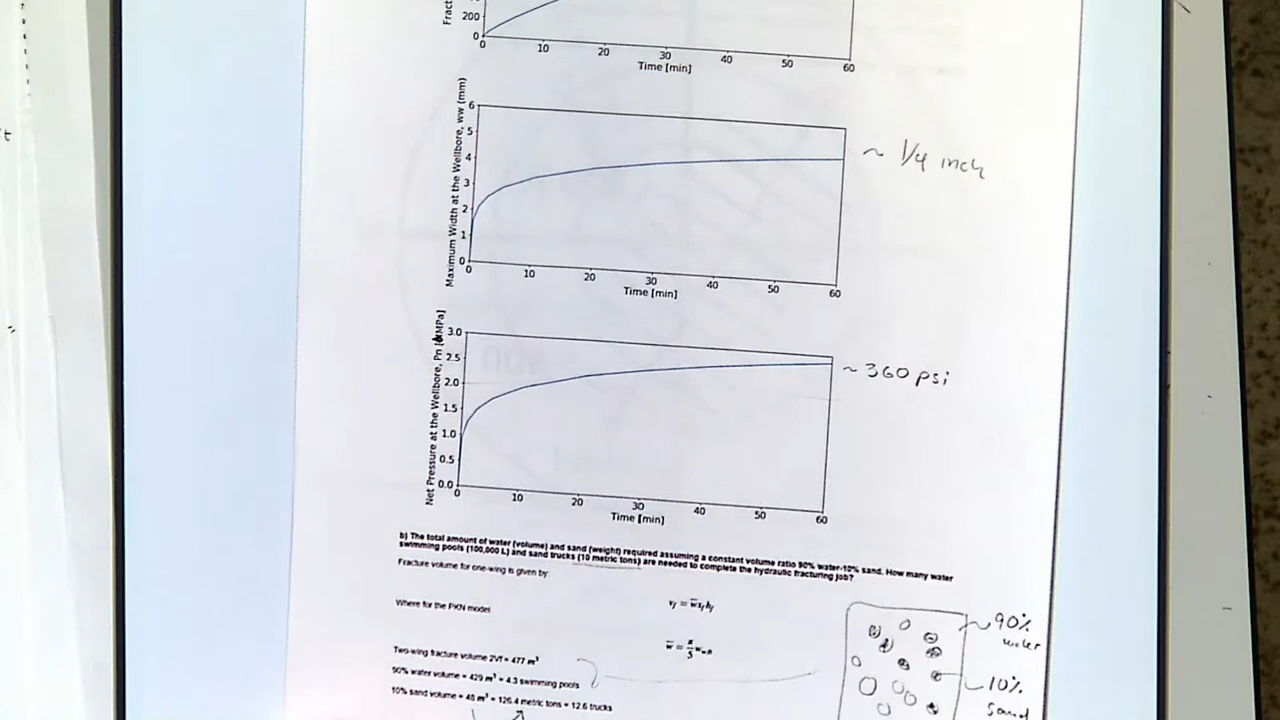 Fract
200
0
0 10 20 30 40 50 60
Time [min]
Maximum Width at the Wellbore, ww (mm)
6
5
4
3
2
1
0
0 10 20 30 40 50 60
Time [min]
~ 1/4 inch
Net Pressure at the Wellbore, Pn [MPa]
3.0
2.5
2.0
1.5
1.0
0.5
0.0
0 10 20 30 40 50 60
Time [min]
~ 360 psi
b) The total amount of water (volume) and sand (weight) required assuming a constant volume ratio 90% water-10% sand. How many water
swimming pools (100,000 L) and sand trucks (10 metric tons) are needed to complete the hydraulic fracturing job?
Fracture volume for one-wing is given by:
Where for the PKN model
Two-wing fracture volume 2Vf = 477 m³
90% water volume = 429 m³ = 4.3 swimming pools
10% sand volume = 48 m³ = 126.4 metric tons = 12.6 trucks
~ 90%
water
~ 10%
sand